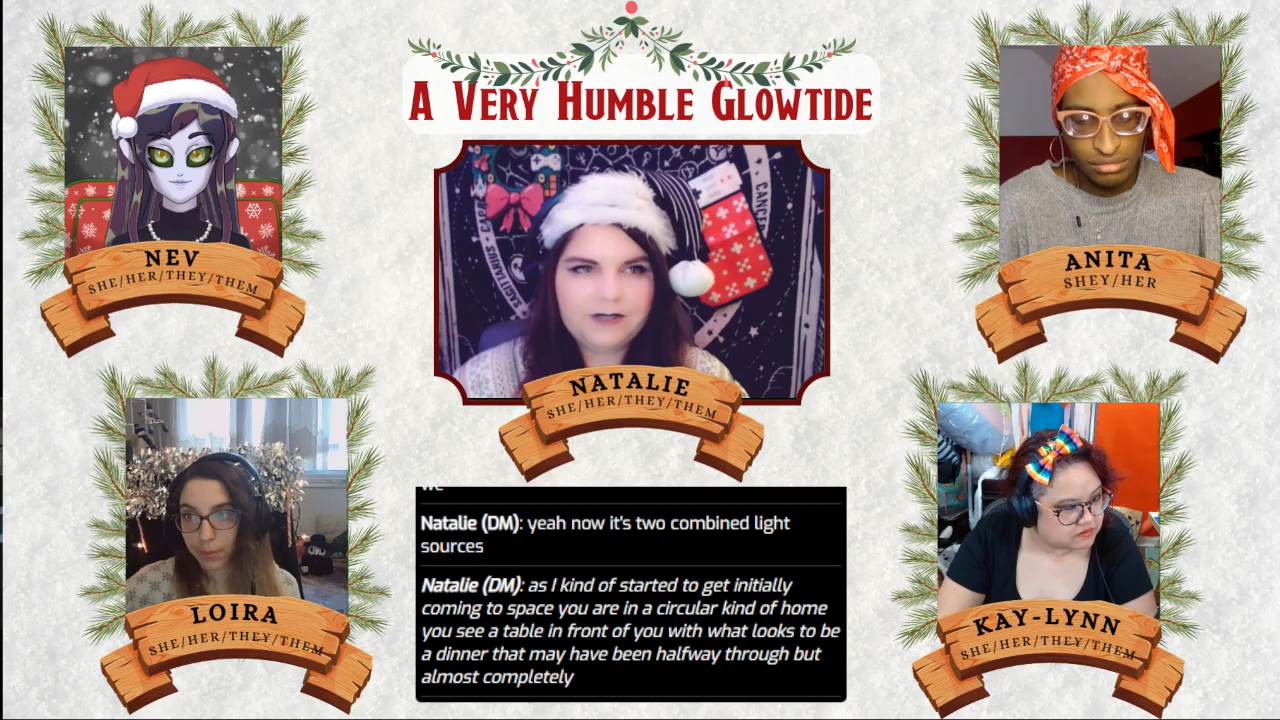 A Very Humble Glowtide
NEV
SHE/HER/THEY/THEM
ANITA
SHEY/HER
CANCE
SAGITTARIUS - CAPR
NATALIE
SHE/HER/THEY/THEM
LOIRA
SHE/HER/THEY/THEM
KAY-LYNN
SHE/HER/THEY/THEM
we
Natalie (DM): yeah now it's two combined light
sources
Natalie (DM): as I kind of started to get initially
coming to space you are in a circular kind of home
you see a table in front of you with what looks to be
a dinner that may have been halfway through but
almost completely